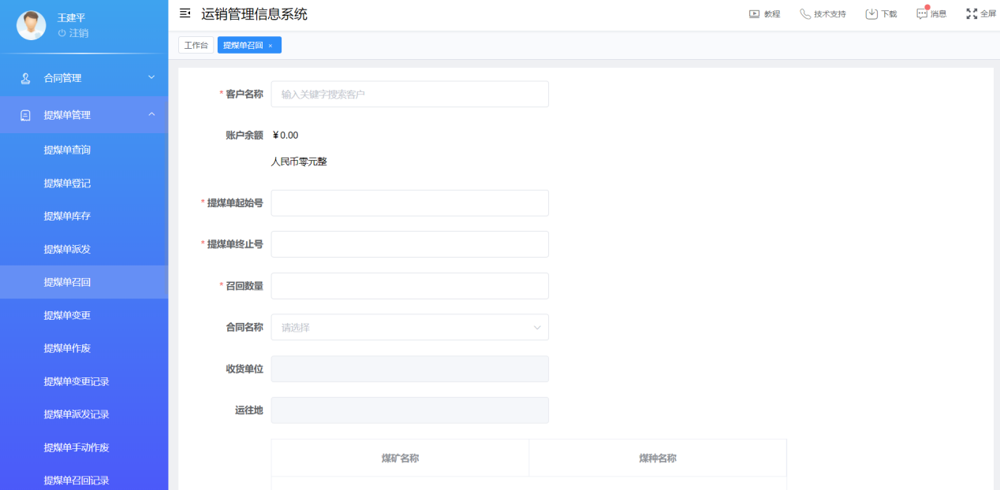 王建平
注销
合同管理
提煤单管理
提煤单查询
提煤单登记
提煤单库存
提煤单派发
提煤单召回
提煤单变更
提煤单作废
提煤单变更记录
提煤单派发记录
提煤单手动作废
提煤单召回记录
运销管理信息系统
教程
技术支持
下载
消息
全屏
工作台
提煤单召回 ×
* 客户名称 输入关键字搜索客户
账户余额 ¥0.00
人民币零元整
* 提煤单起始号
* 提煤单终止号
* 召回数量
合同名称 请选择
收货单位
运往地
煤矿名称 煤种名称